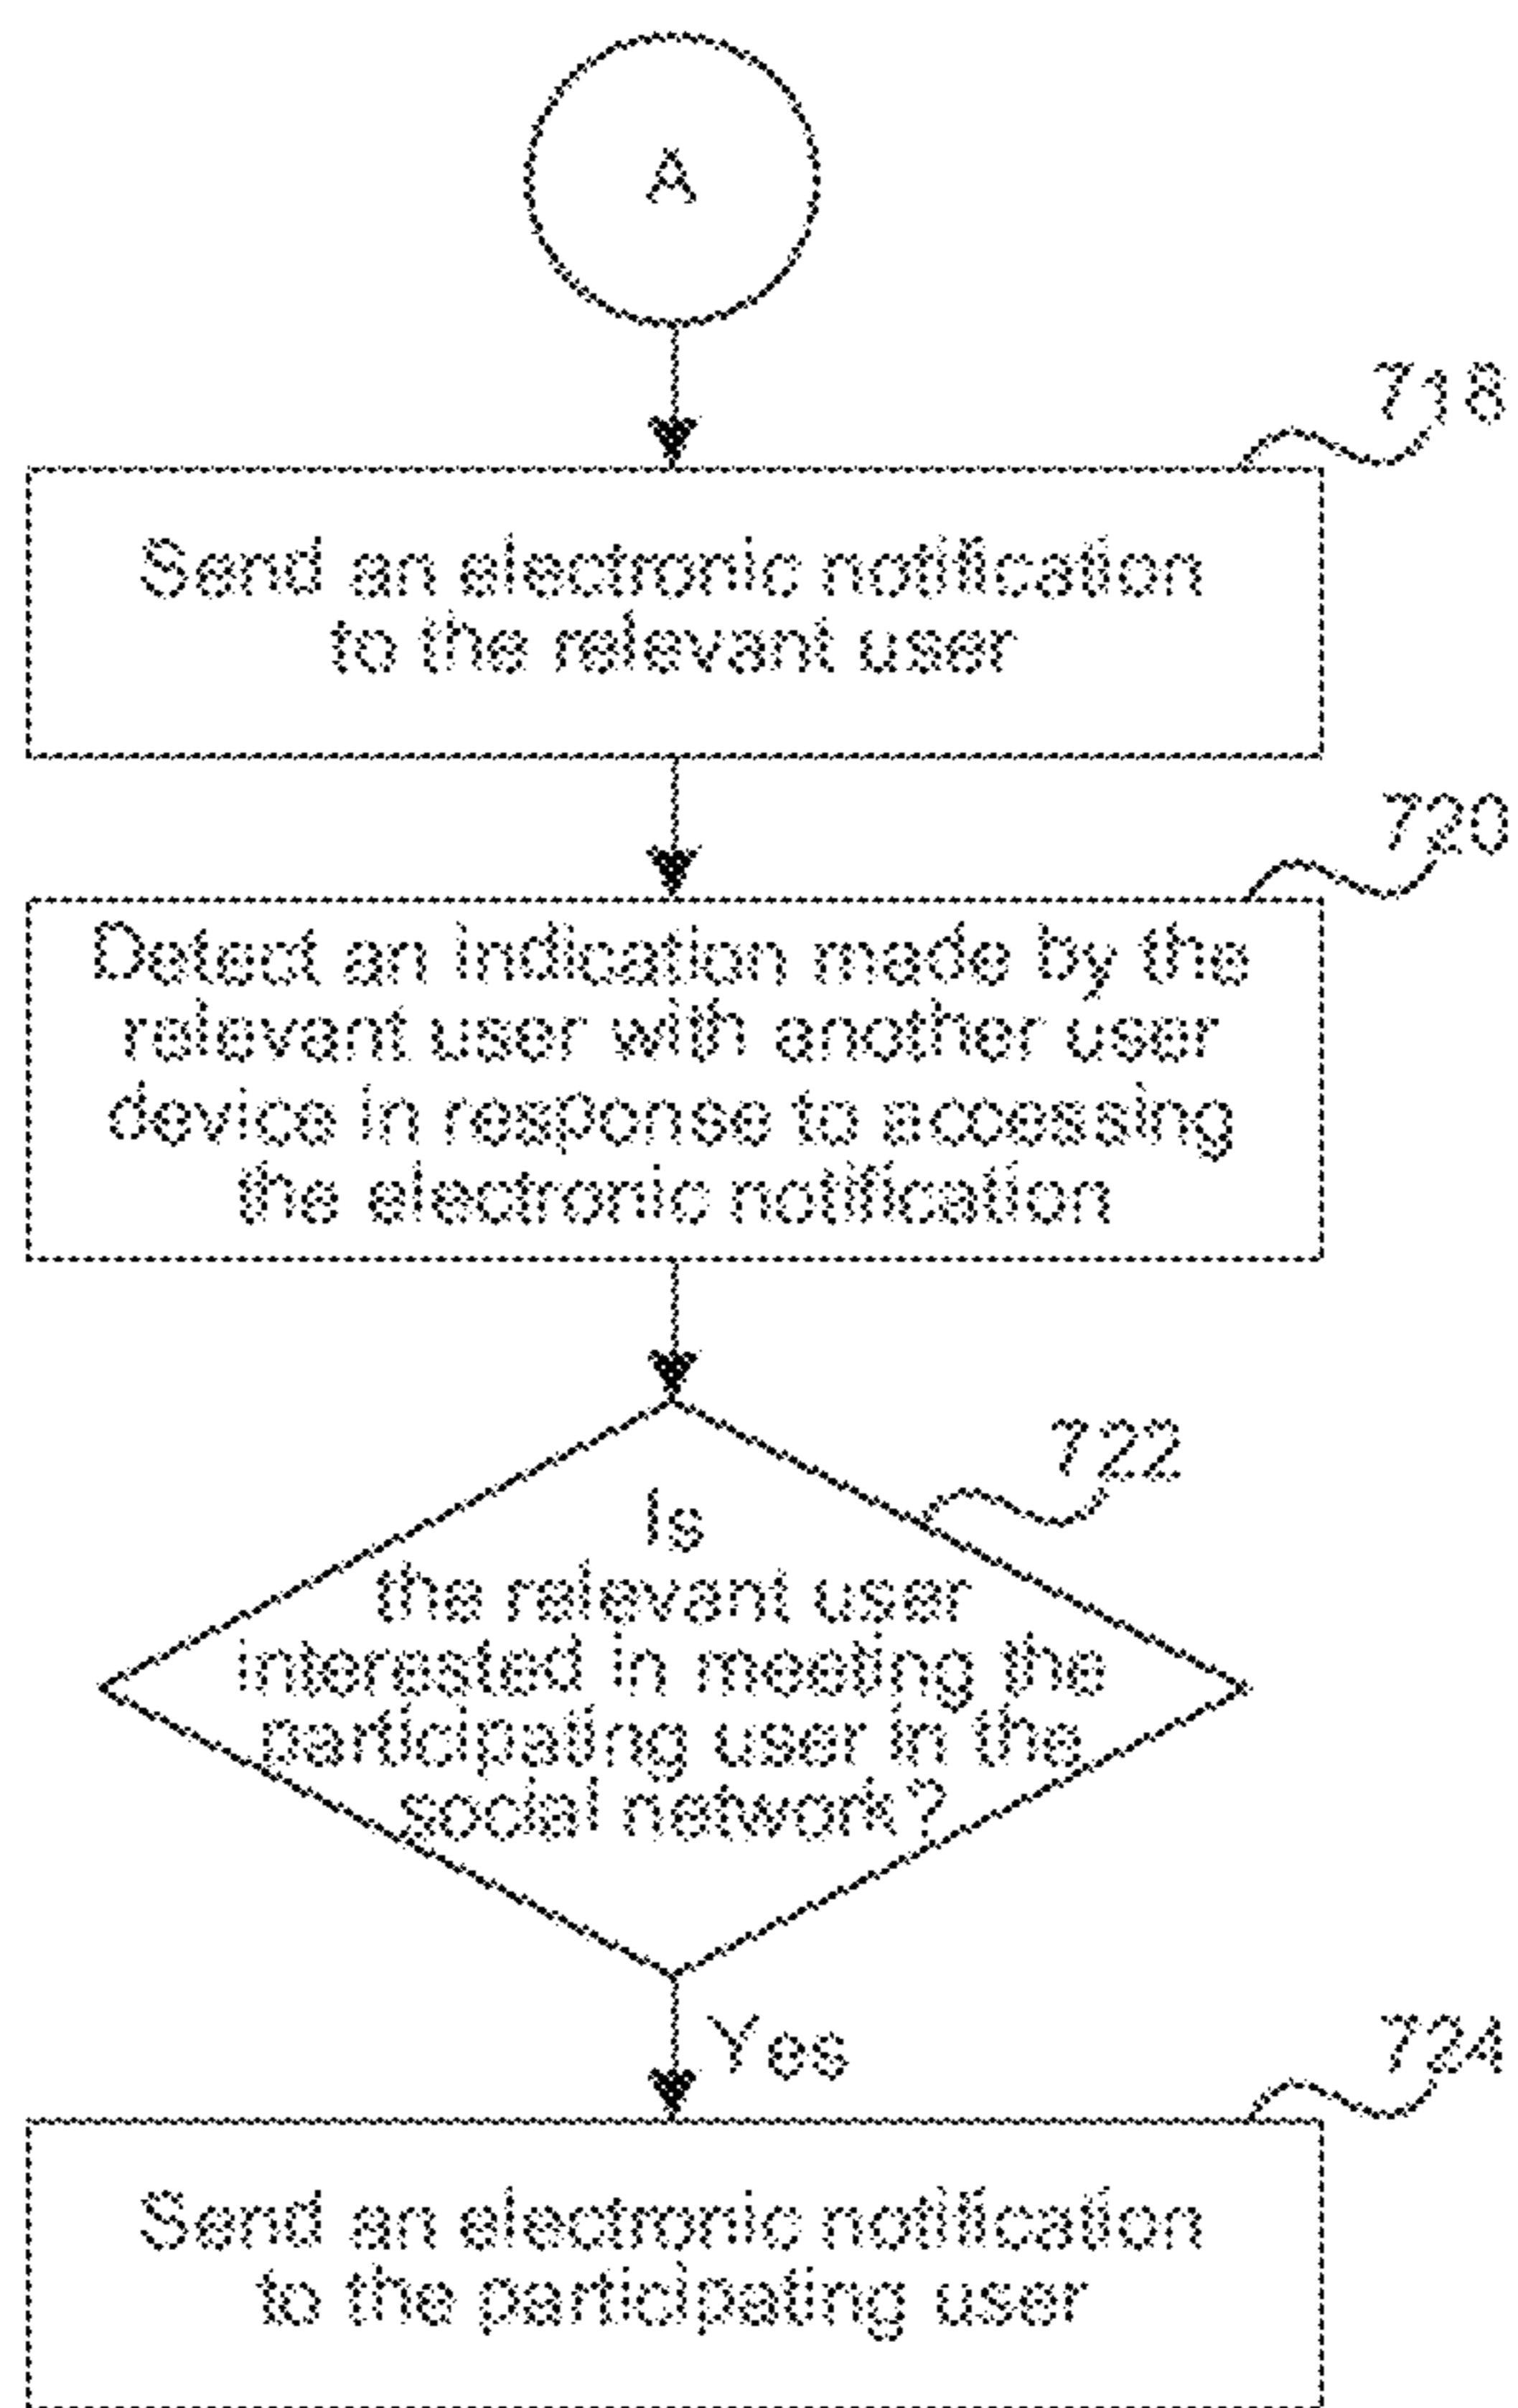 A
718
Send an electronic notification
to the relevant user
720
Detect an indication made by the
relevant user with another user
device in response to accessing
the electronic notification
722
Is
the relevant user
interested in meeting the
participating user in the
social network?
Yes
724
Send an electronic notification
to the participating user